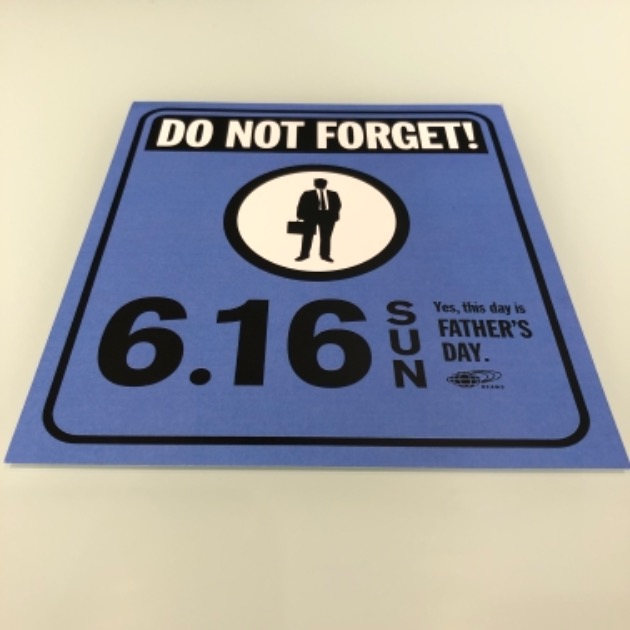 DO NOT FORGET!
6.16
SUN
Yes, this day is
FATHER'S
DAY.